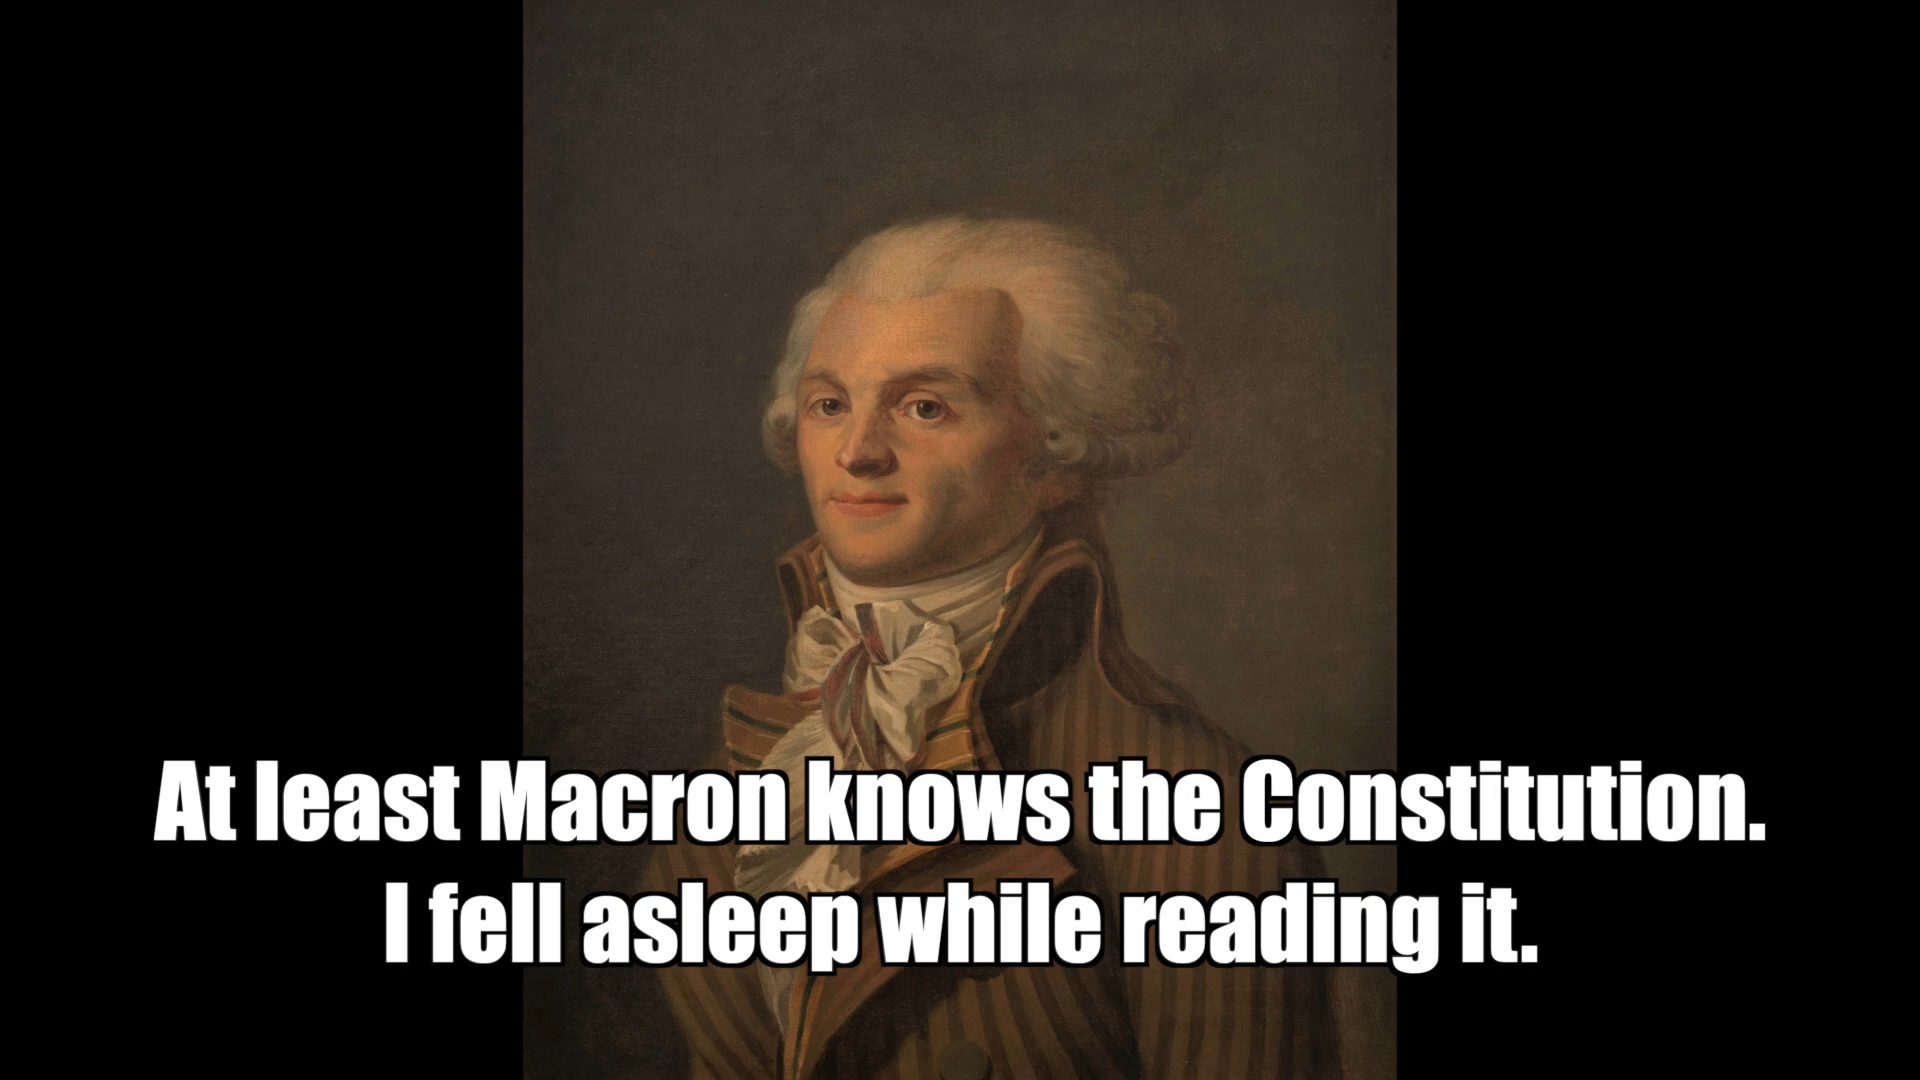 At least Macron knows the Constitution.
I fell asleep while reading it.